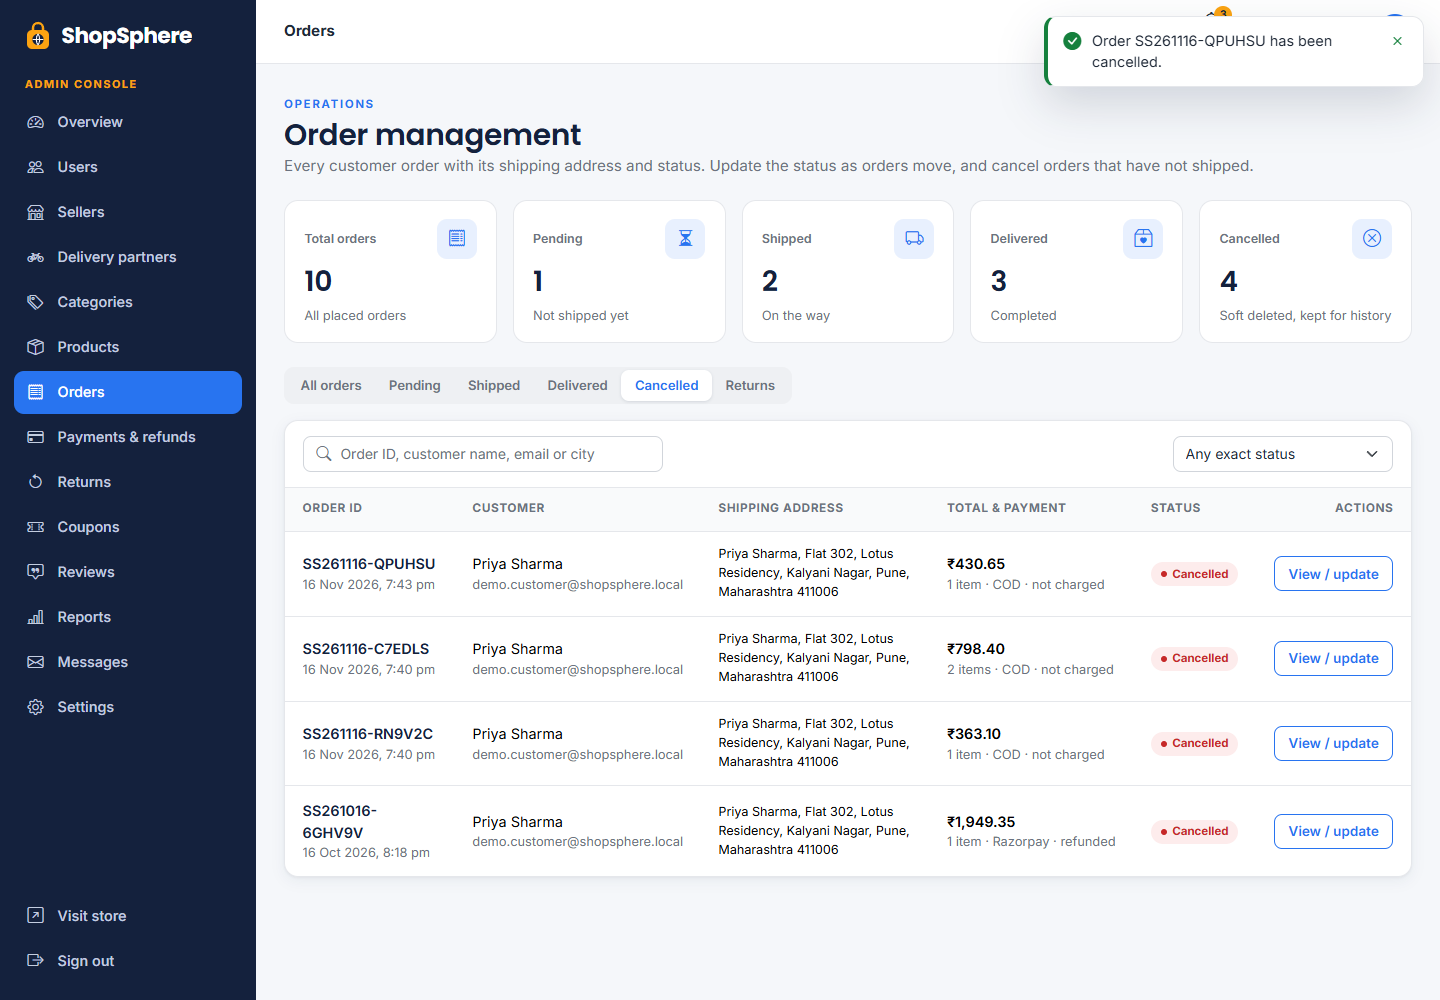 ShopSphere
ADMIN CONSOLE
Overview
Users
Sellers
Delivery partners
Categories
Products
Orders
Payments & refunds
Returns
Coupons
Reviews
Reports
Messages
Settings
Visit store
Sign out
Orders
3
Order SS261116-QPUHSU has been
cancelled.
OPERATIONS
Order management
Every customer order with its shipping address and status. Update the status as orders move, and cancel orders that have not shipped.
Total orders
10
All placed orders
Pending
1
Not shipped yet
Shipped
2
On the way
Delivered
3
Completed
Cancelled
4
Soft deleted, kept for history
All orders Pending Shipped Delivered Cancelled Returns
Order ID, customer name, email or city
Any exact status
ORDER ID CUSTOMER SHIPPING ADDRESS TOTAL & PAYMENT STATUS ACTIONS
SS261116-QPUHSU
16 Nov 2026, 7:43 pm
Priya Sharma
demo.customer@shopsphere.local
Priya Sharma, Flat 302, Lotus
Residency, Kalyani Nagar, Pune,
Maharashtra 411006
₹430.65
1 item · COD · not charged
Cancelled
View / update
SS261116-C7EDLS
16 Nov 2026, 7:40 pm
Priya Sharma
demo.customer@shopsphere.local
Priya Sharma, Flat 302, Lotus
Residency, Kalyani Nagar, Pune,
Maharashtra 411006
₹798.40
2 items · COD · not charged
Cancelled
View / update
SS261116-RN9V2C
16 Nov 2026, 7:40 pm
Priya Sharma
demo.customer@shopsphere.local
Priya Sharma, Flat 302, Lotus
Residency, Kalyani Nagar, Pune,
Maharashtra 411006
₹363.10
1 item · COD · not charged
Cancelled
View / update
SS261016-
6GHV9V
16 Oct 2026, 8:18 pm
Priya Sharma
demo.customer@shopsphere.local
Priya Sharma, Flat 302, Lotus
Residency, Kalyani Nagar, Pune,
Maharashtra 411006
₹1,949.35
1 item · Razorpay · refunded
Cancelled
View / update